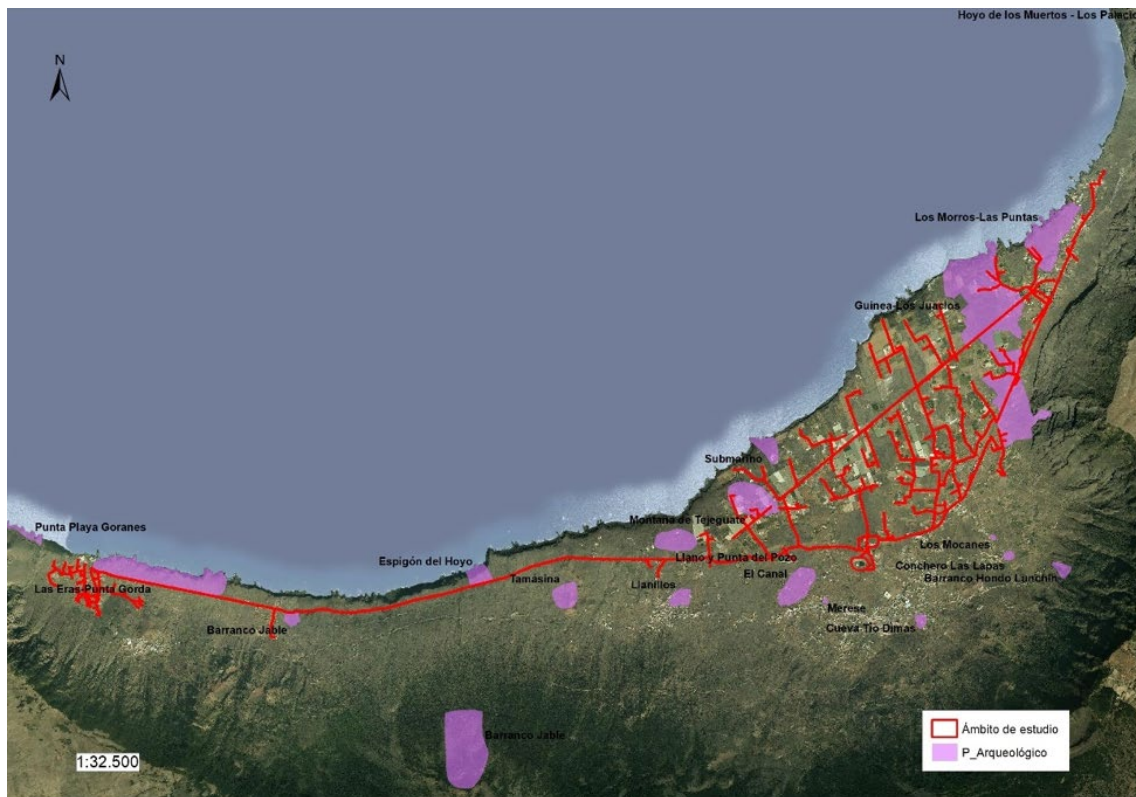 Hoyo de los Muertos - Los Palacio
N
Los Morros-Las Puntas
Guinea-Los Juaclos
Submarino
Punta Playa Goranes
Montaña de Tejeguate
Espigón del Hoyo
Llano y Punta del Pozo
Los Mocanes
Conchero Las Lapas
El Canal
Tamasina
Llanillos
Barranco Hondo Lunchín
Las Eras-Punta Gorda
Merese
Barranco Jable
Cueva Tío Dimas
Barranco Jable
Ámbito de estudio
P_Arqueológico
1:32.500